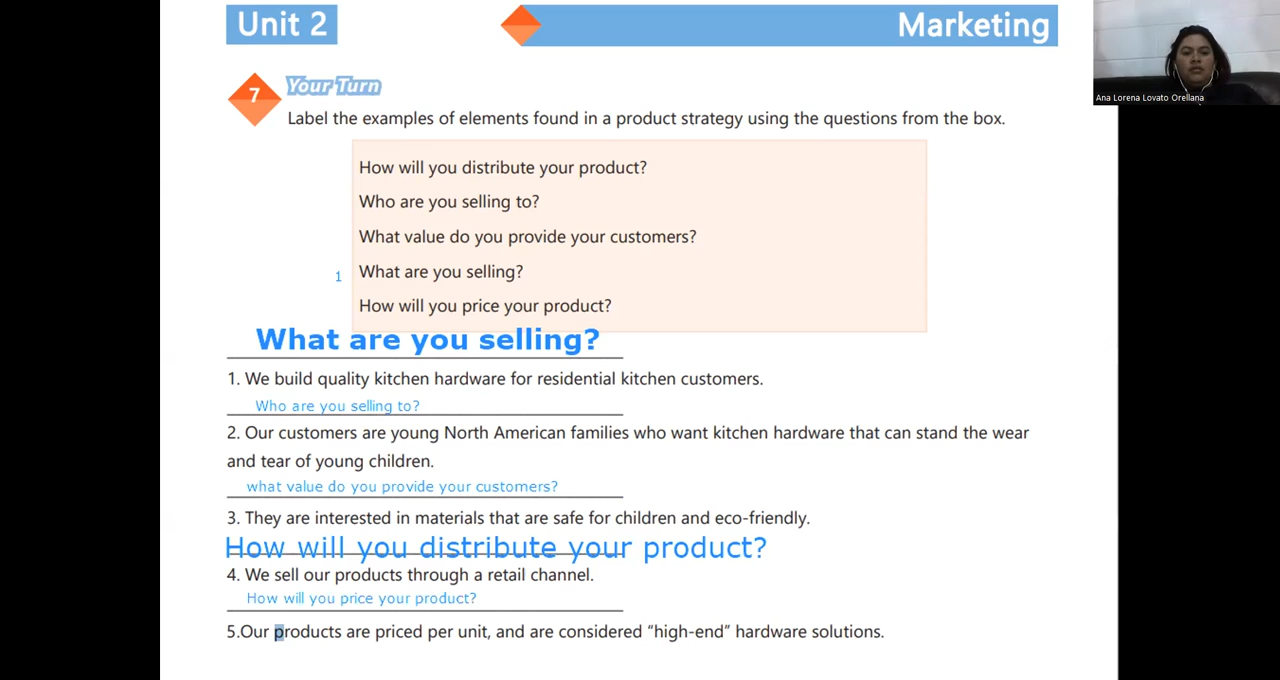 Unit 2
Marketing
Ana Lorena Lovato Orellana
7
Your Turn
Label the examples of elements found in a product strategy using the questions from the box.
How will you distribute your product?
Who are you selling to?
What value do you provide your customers?
1
What are you selling?
How will you price your product?
What are you selling?
1. We build quality kitchen hardware for residential kitchen customers.
Who are you selling to?
2. Our customers are young North American families who want kitchen hardware that can stand the wear
and tear of young children.
what value do you provide your customers?
3. They are interested in materials that are safe for children and eco-friendly.
How will you distribute your product?
4. We sell our products through a retail channel.
How will you price your product?
5.Our products are priced per unit, and are considered “high-end” hardware solutions.